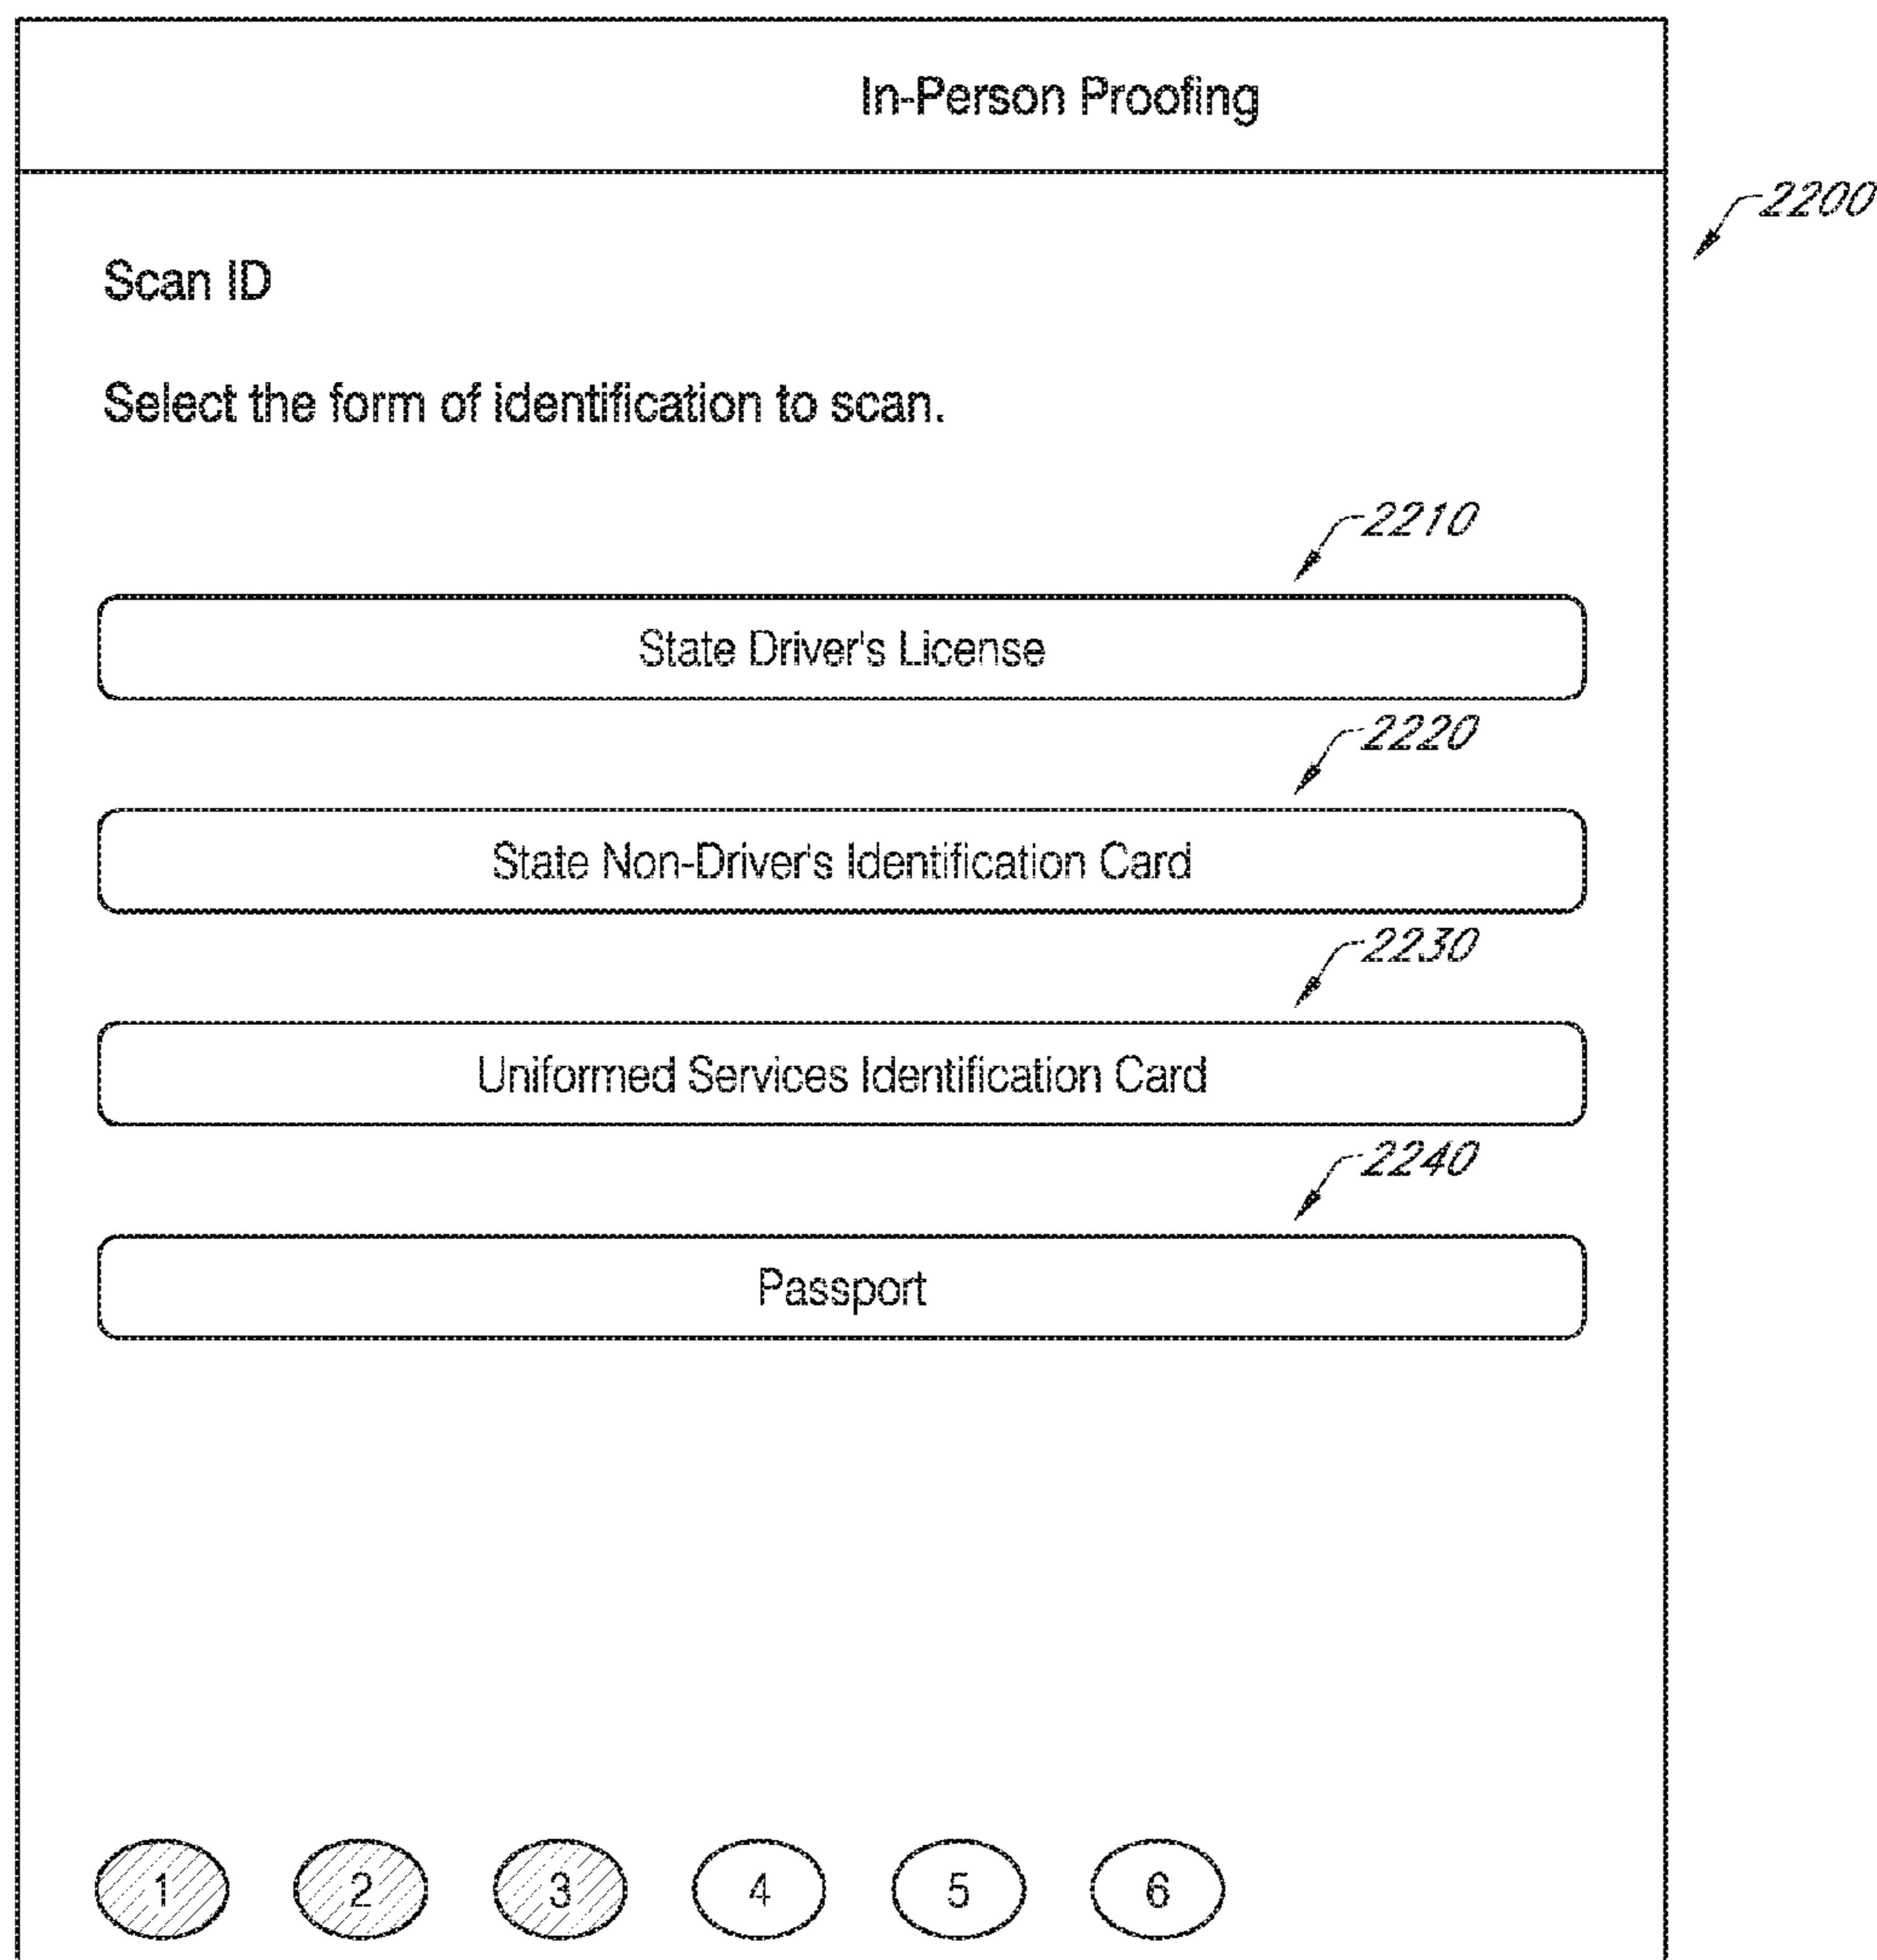 In-Person Proofing
2200
Scan ID
Select the form of identification to scan.
2210
State Driver's License
2220
State Non-Driver's Identification Card
2230
Uniformed Services Identification Card
2240
Passport
1 2 3 4 5 6